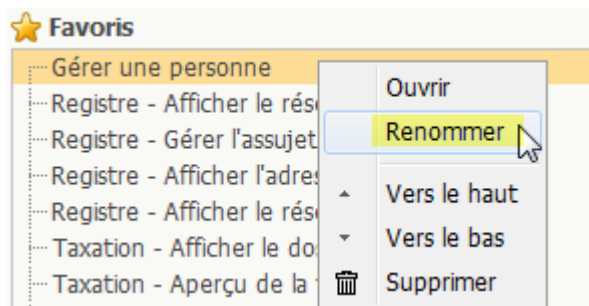 Favoris
Gérer une personne
Registre - Afficher le rés
Registre - Gérer l'assujet
Registre - Afficher l'adres
Registre - Afficher le rés
Taxation - Afficher le do
Taxation - Aperçu de la
Ouvrir
Renommer
Vers le haut
Vers le bas
Supprimer